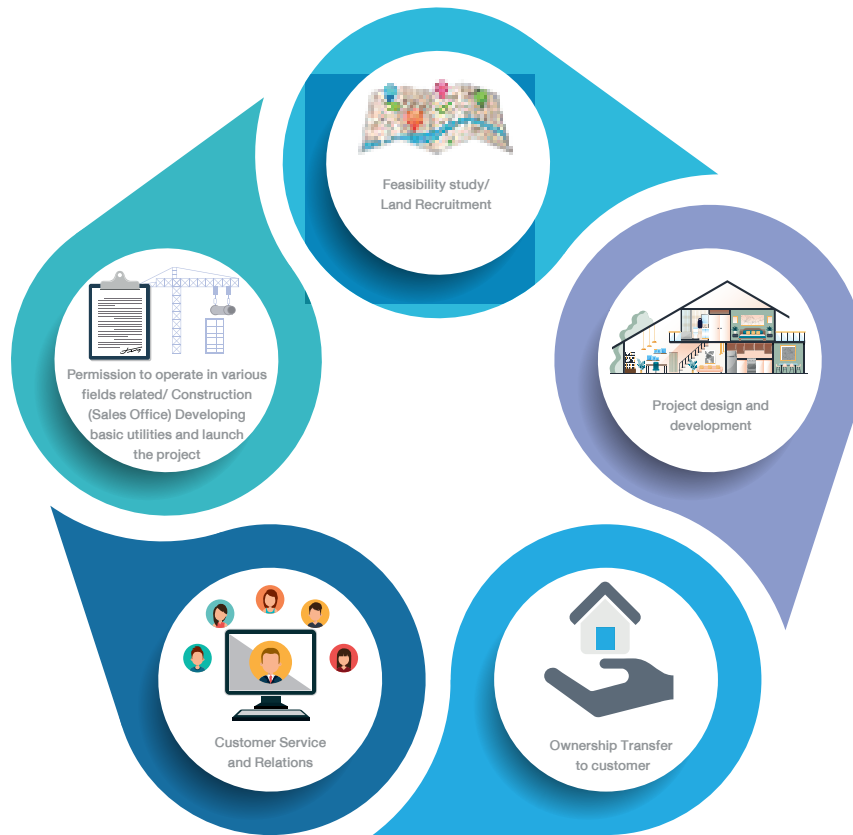 Feasibility study/
Land Recruitment
Project design and
development
Ownership Transfer
to customer
Customer Service
and Relations
Permission to operate in various
fields related/ Construction
(Sales Office) Developing
basic utilities and launch
the project